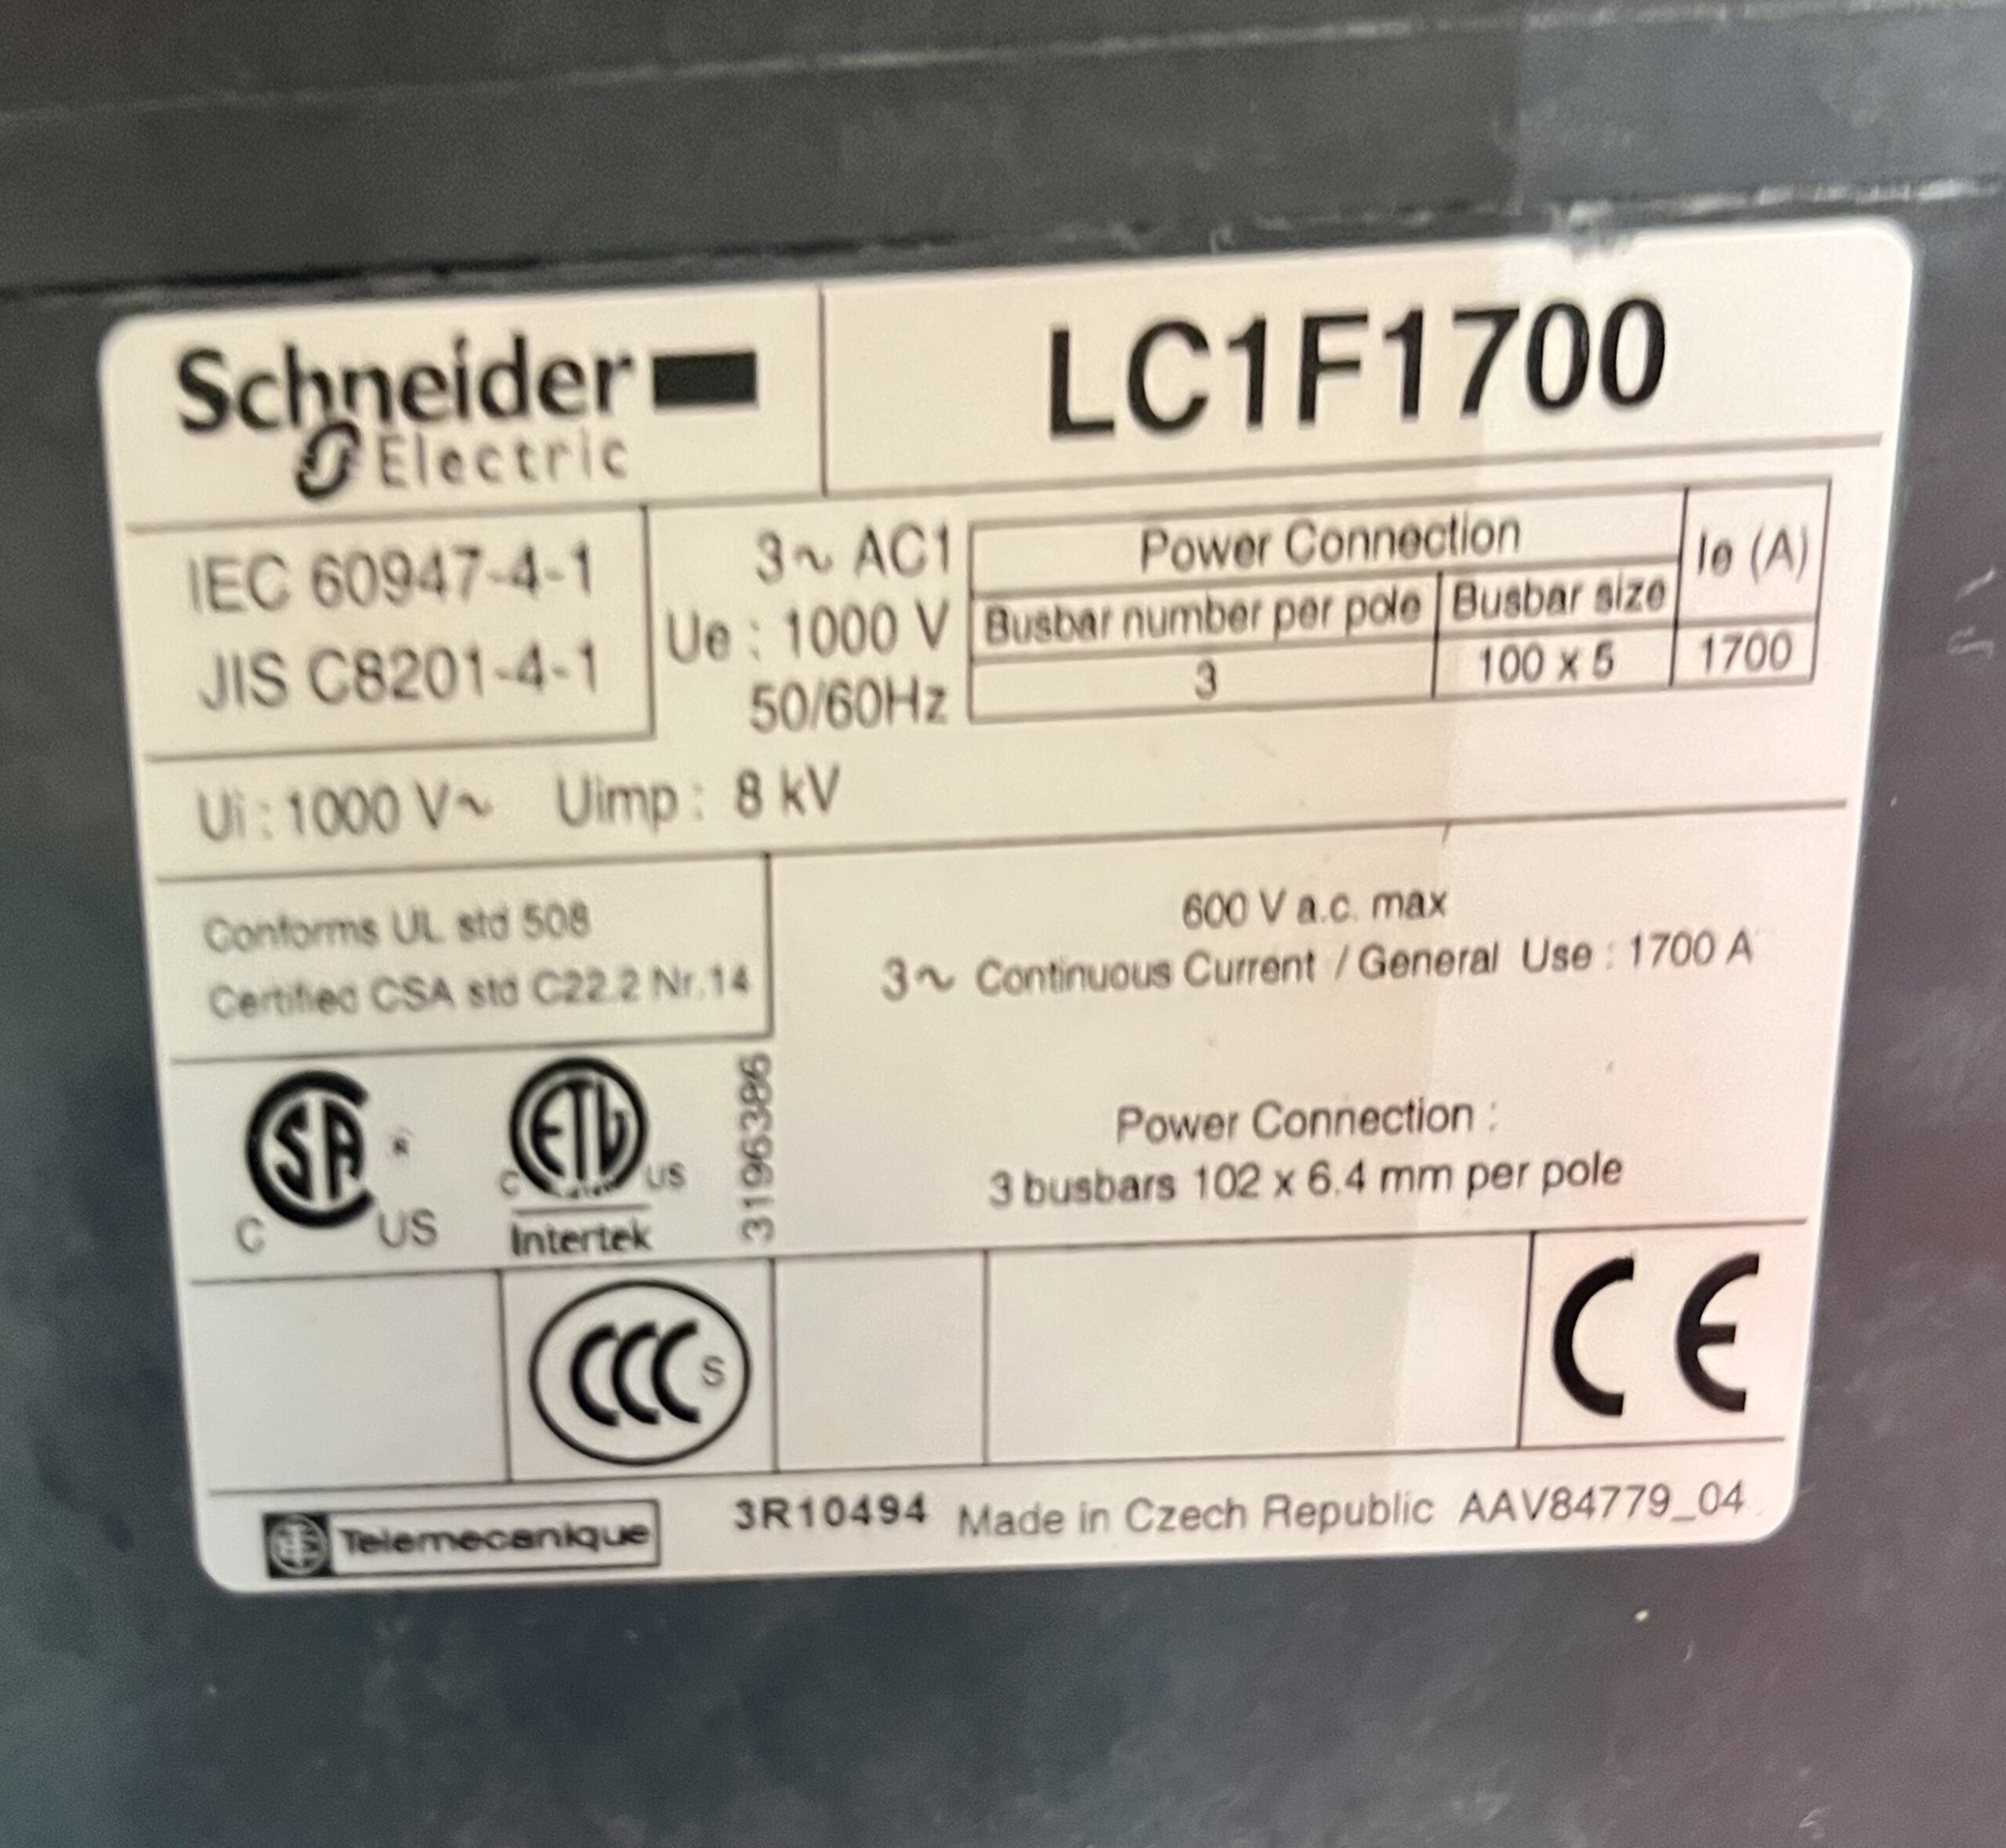 Schneider
Electric
LC1F1700
IEC 60947-4-1
JIS C8201-4-1
3~ AC1
Ue : 1000 V
50/60Hz
Power Connection
Ie (A)
Busbar number per pole
Busbar size
3
100 x 5
1700
Ui : 1000 V~ Uimp : 8 kV
Conforms UL std 508
Certified CSA std C22.2 Nr.14
600 V a.c. max
3~ Continuous Current / General Use : 1700 A
Power Connection :
3 busbars 102 x 6.4 mm per pole
C SA US
C ETL US
Intertek
3196386
CCC S
CE
Telemecanique
3R10494 Made in Czech Republic AAV84779_04